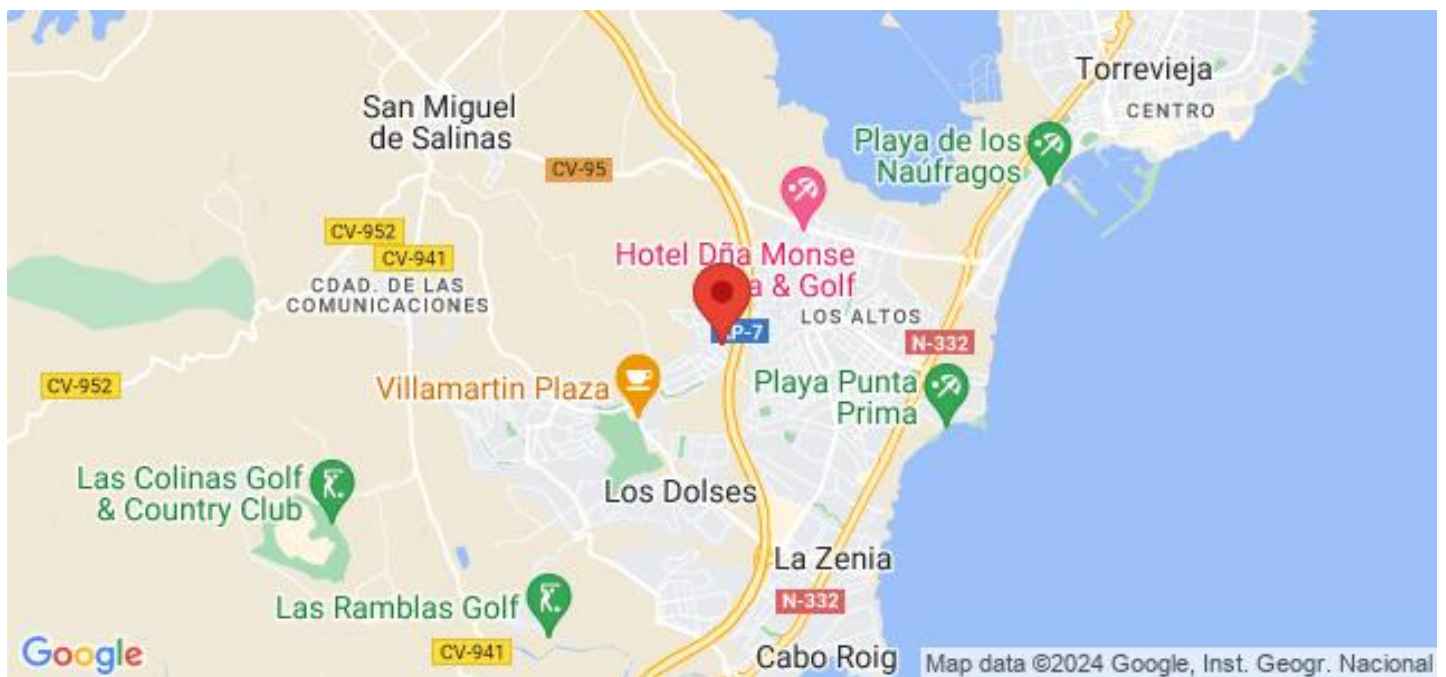 Torrevieja
CENTRO
San Miguel
de Salinas
Playa de los
Naúfragos
CV-95
CV-952
CV-941
Hotel Dña Monse
a & Golf
CDAD. DE LAS
COMUNICACIONES
LOS ALTOS
P-7
N-332
CV-952
Villamartin Plaza
Playa Punta
Prima
Las Colinas Golf
& Country Club
Los Dolses
La Zenia
Las Ramblas Golf
N-332
Google
CV-941
Cabo Roig
Map data ©2024 Google, Inst. Geogr. Nacional